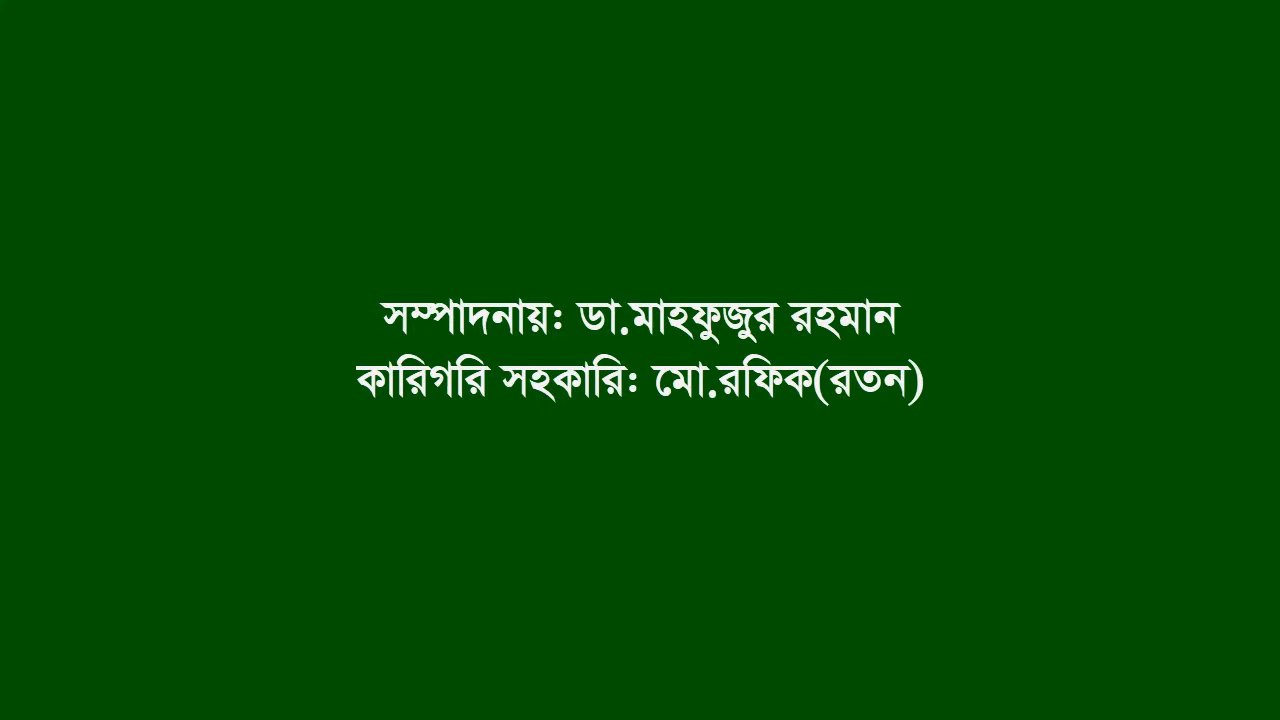 সম্পাদনায়ঃ ডা.মাহফুজুর রহমান
কারিগরি সহকারিঃ মো.রফিক(রতন)